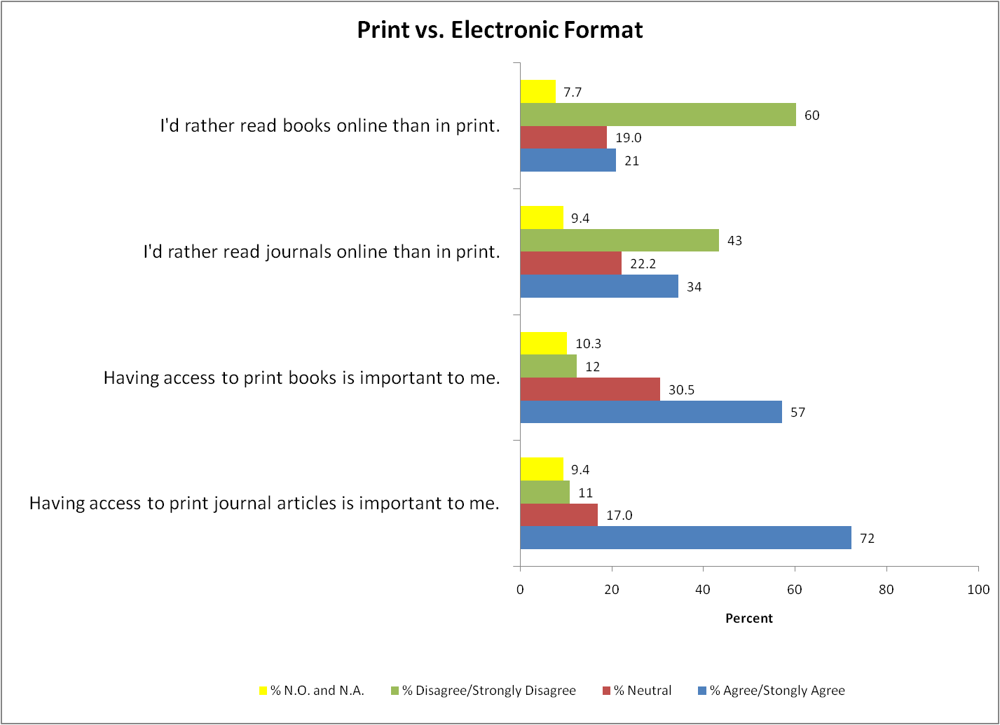 Print vs. Electronic Format
I'd rather read books online than in print.
7.7
60
19.0
21
I'd rather read journals online than in print.
9.4
43
22.2
34
Having access to print books is important to me.
10.3
12
30.5
57
Having access to print journal articles is important to me.
9.4
11
17.0
72
0 20 40 60 80 100
Percent
% N.O. and N.A. % Disagree/Strongly Disagree % Neutral % Agree/Stongly Agree